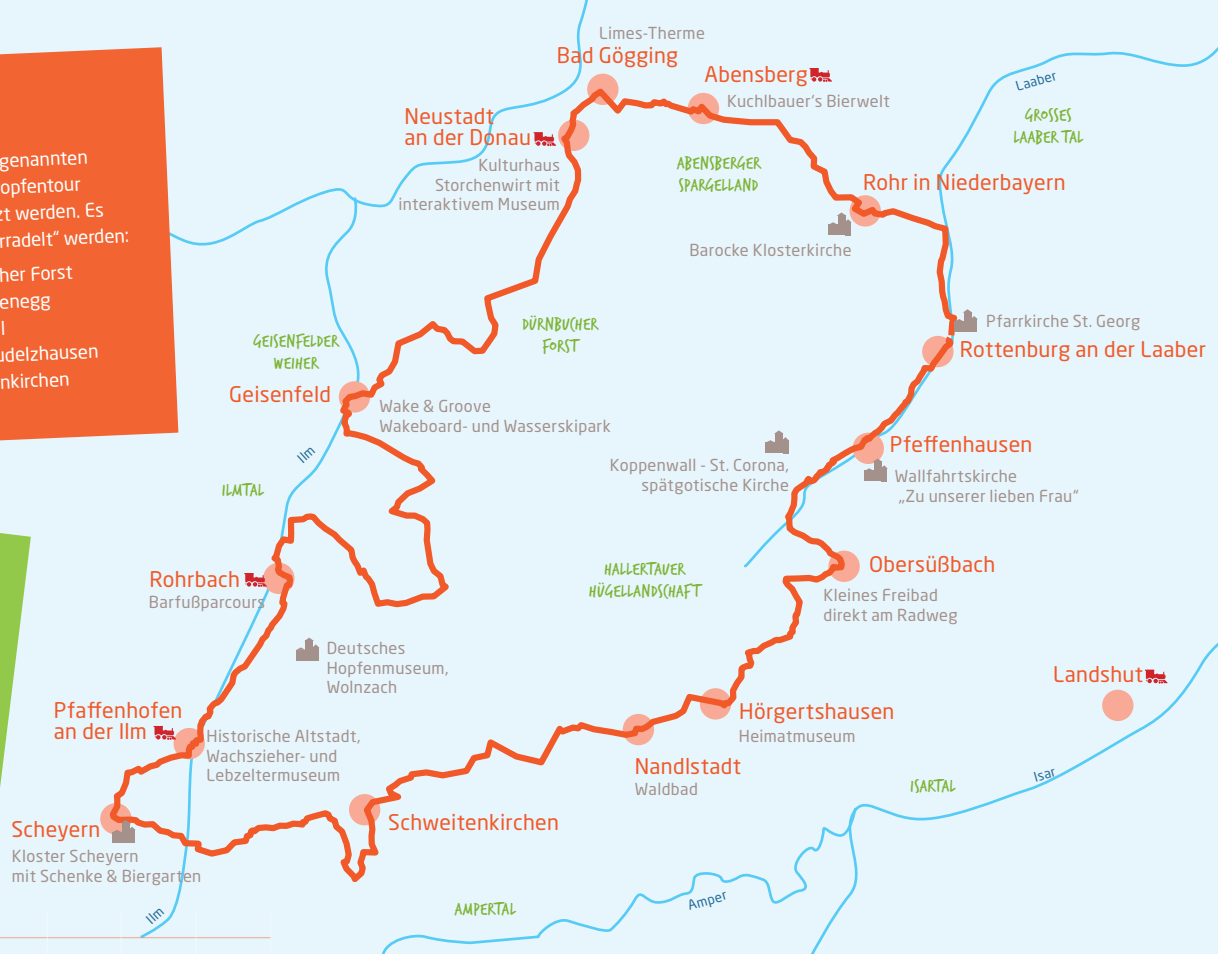 genannten
opfentour
zt werden. Es
rradelt“ werden:
her Forst
enegg
l
udelzhausen
nkirchen
Limes-Therme
Bad Gögging
Abensberg
Kuchlbauer's Bierwelt
Laaber
GROSSES
LAABER TAL
Neustadt
an der Donau
Kulturhaus
Storchenwirt mit
interaktivem Museum
ABENSBERGER
SPARGELLAND
Rohr in Niederbayern
Barocke Klosterkirche
DÜRNBUCHER
FORST
Pfarrkirche St. Georg
Rottenburg an der Laaber
GEISENFELDER
WEIHER
Geisenfeld
Wake & Groove
Wakeboard- und Wasserskipark
Ilm
ILMTAL
Koppenwall - St. Corona,
spätgotische Kirche
Pfeffenhausen
Wallfahrtskirche
„Zu unserer lieben Frau“
HALLERTAUER
HÜGELLANDSCHAFT
Obersüßbach
Kleines Freibad
direkt am Radweg
Rohrbach
Barfußparcours
Deutsches
Hopfenmuseum,
Wolnzach
Landshut
Pfaffenhofen
an der Ilm
Historische Altstadt,
Wachszieher- und
Lebzeltermuseum
Hörgertshausen
Heimatmuseum
Nandlstadt
Waldbad
ISARTAL
Isar
Scheyern
Kloster Scheyern
mit Schenke & Biergarten
Schweitenkirchen
Ilm
AMPERTAL
Amper